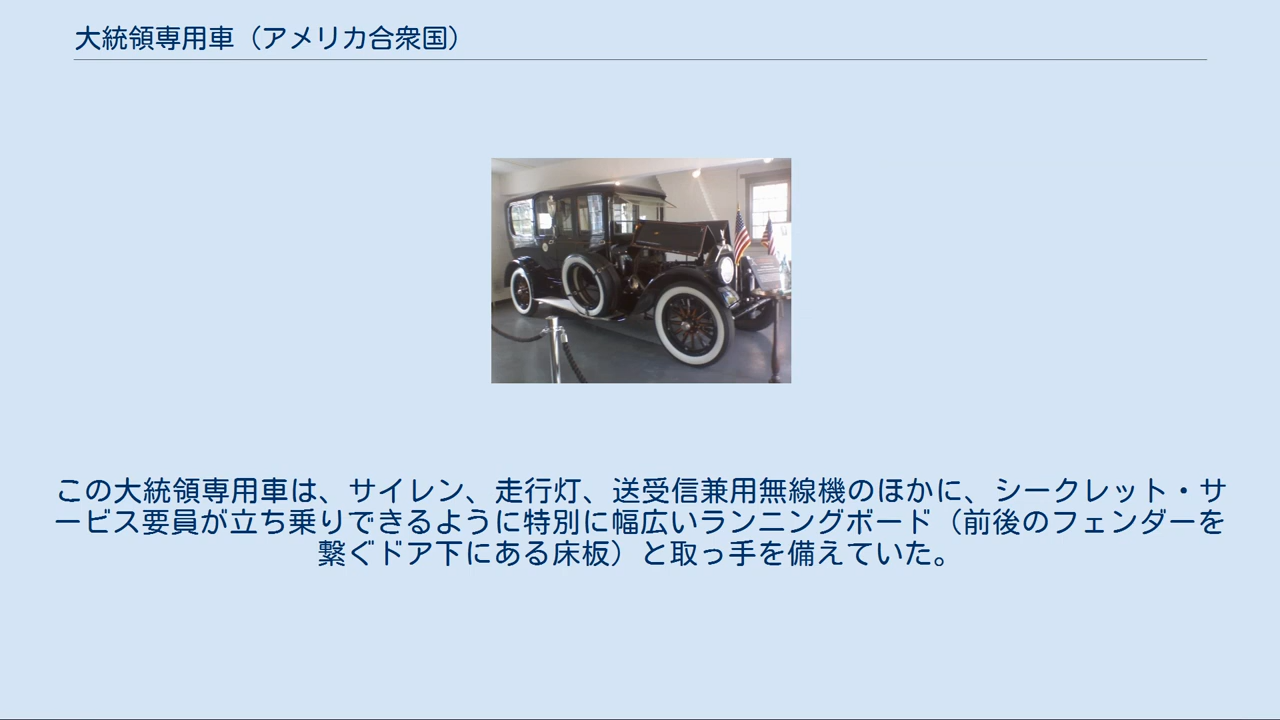 大統領専用車（アメリカ合衆国）
この大統領専用車は、サイレン、走行灯、送受信兼用無線機のほかに、シークレット・サ
ービス要員が立ち乗りできるように特別に幅広いランニングボード（前後のフェンダーを
繋ぐドア下にある床板）と取っ手を備えていた。